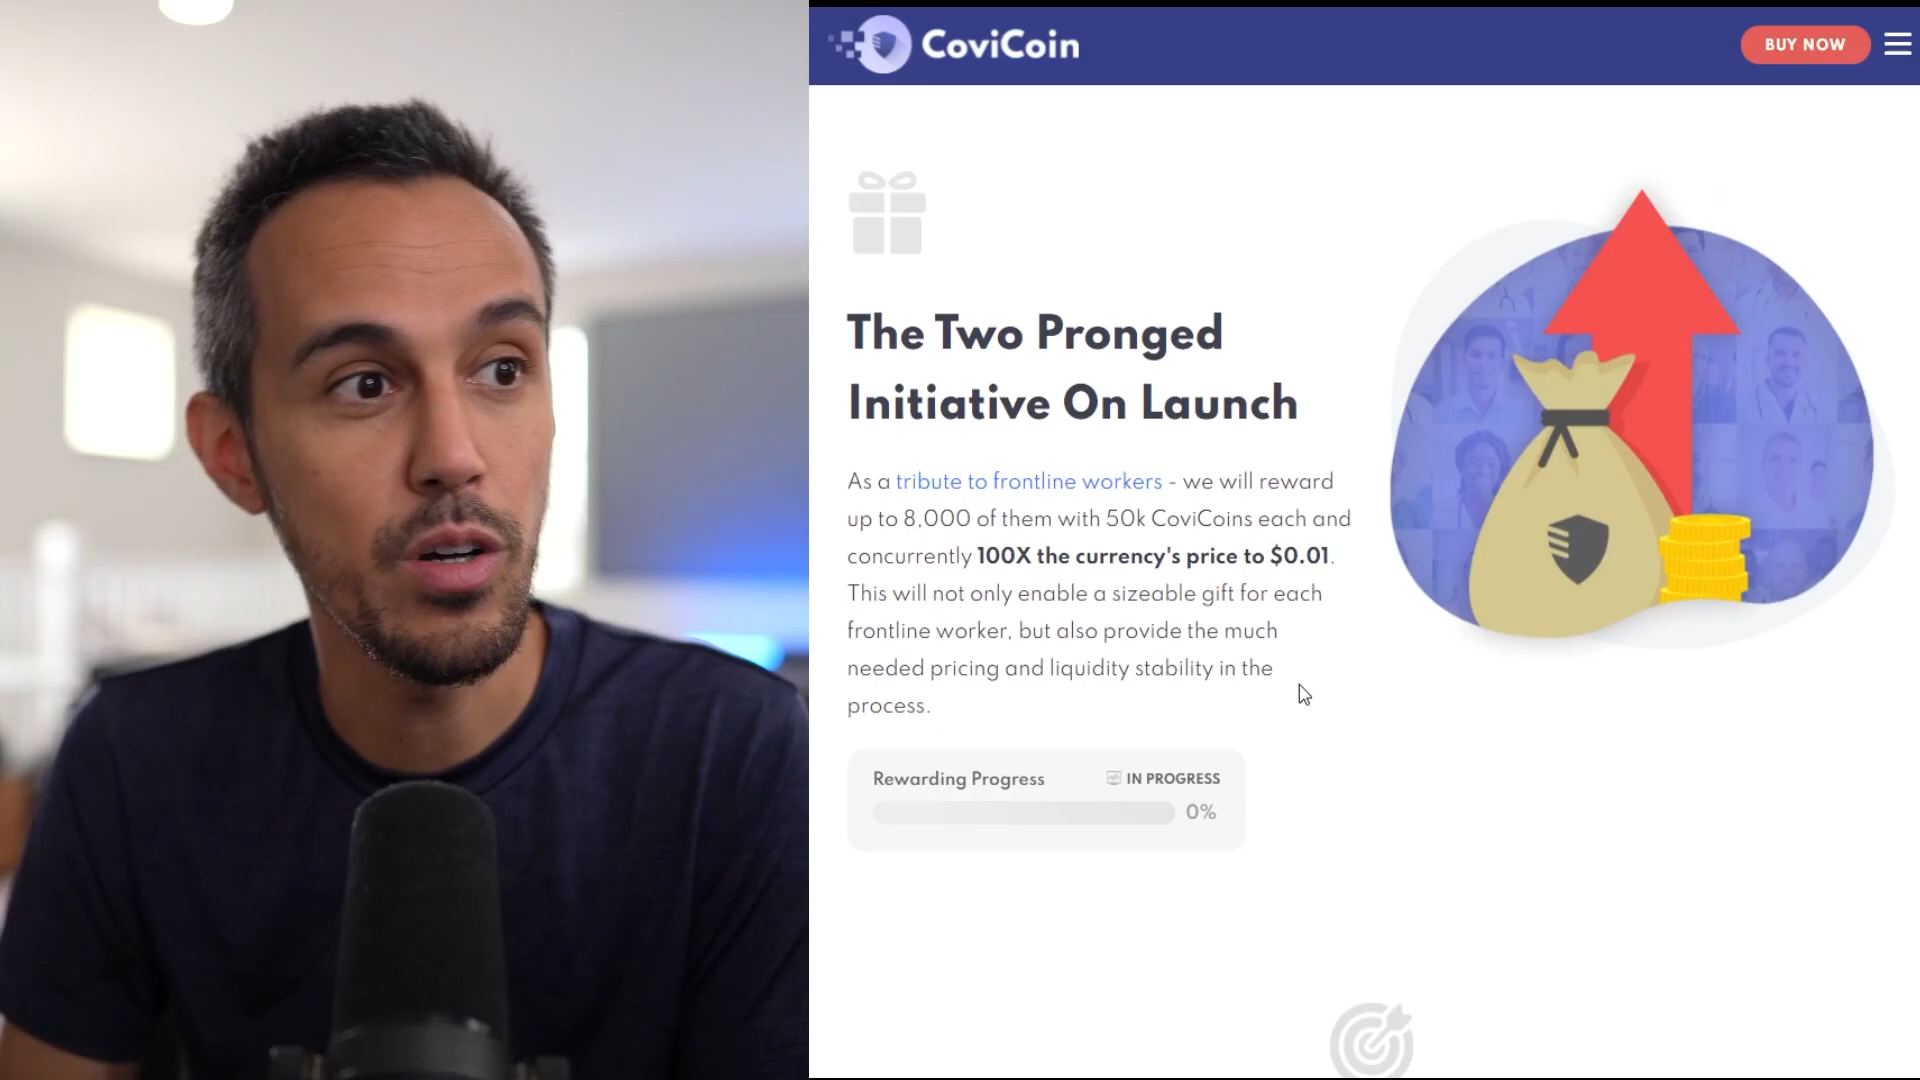 CoviCoin
BUY NOW
The Two Pronged
Initiative On Launch
As a tribute to frontline workers - we will reward
up to 8,000 of them with 50k CoviCoins each and
concurrently 100X the currency's price to $0.01.
This will not only enable a sizeable gift for each
frontline worker, but also provide the much
needed pricing and liquidity stability in the
process.
Rewarding Progress
IN PROGRESS
0%